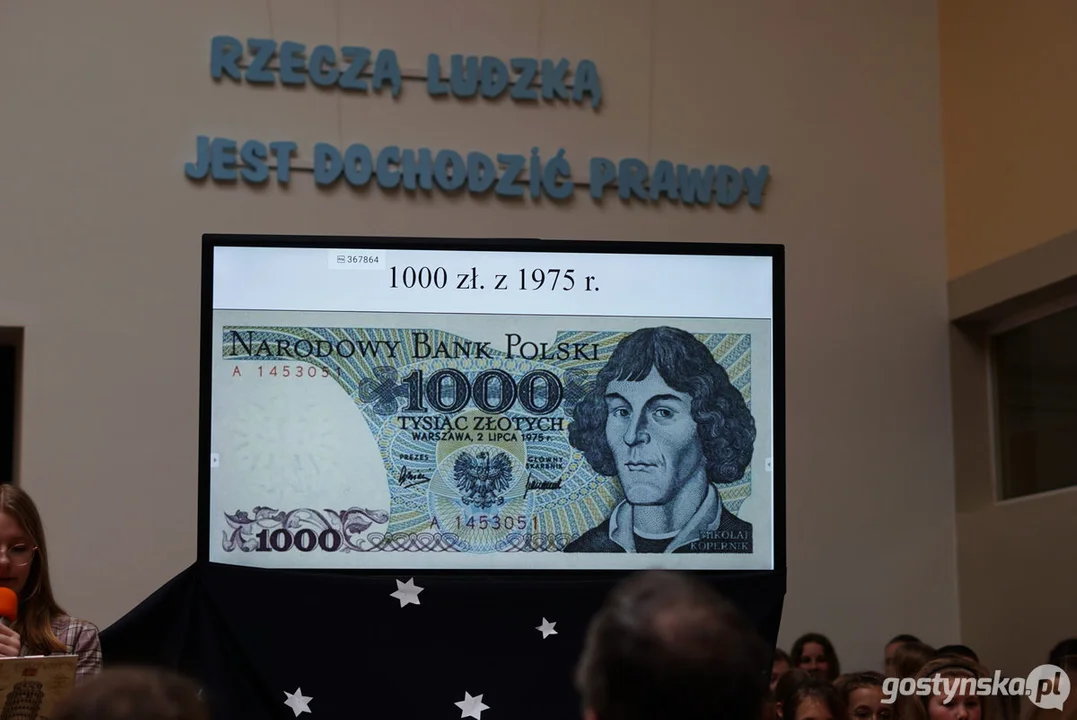 RZECZĄ LUDZKĄ
JEST DOCHODZIĆ PRAWDY
367864
1000 zł. z 1975 r.
NARODOWY BANK POLSKI
A 1453051
1000
TYSIĄC ZŁOTYCH
WARSZAWA, 2 LIPCA 1975 r.
PREZES
GŁÓWNY SKARBNIK
A 1453051
1000
MIKOŁAJ
KOPERNIK
gostynska.pl